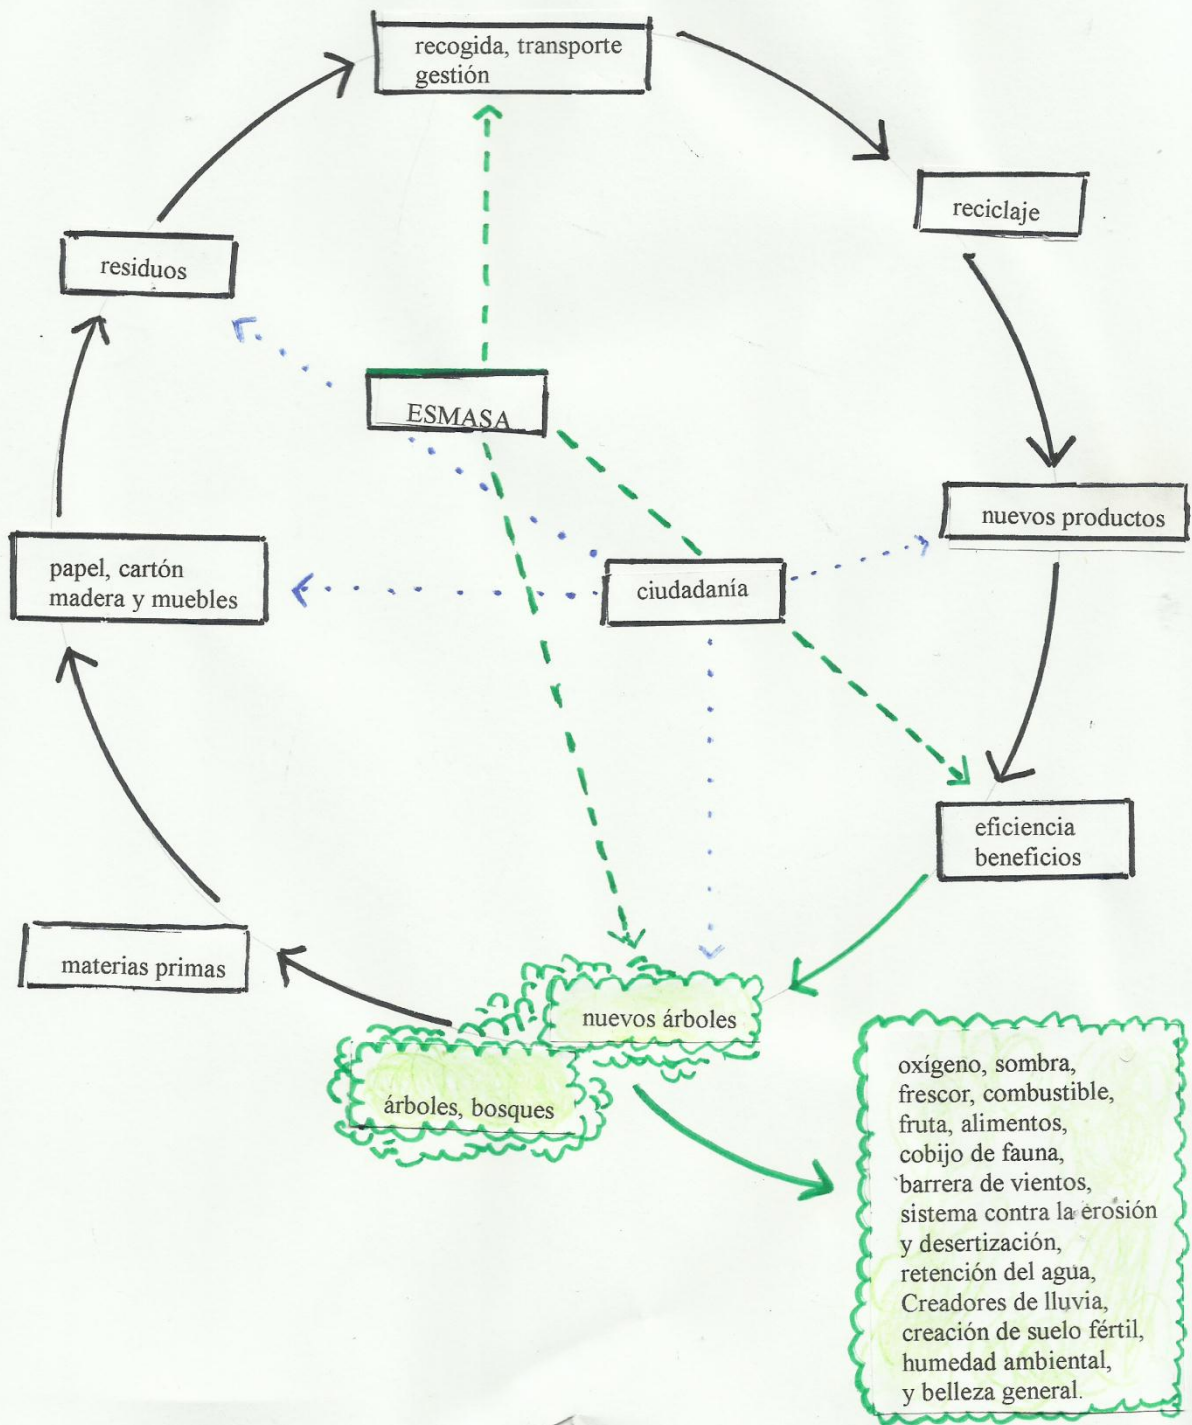 recogida, transporte
gestión
reciclaje
residuos
ESMASA
nuevos productos
papel, cartón
madera y muebles
ciudadanía
eficiencia
beneficios
materias primas
nuevos árboles
árboles, bosques
oxígeno, sombra,
frescor, combustible,
fruta, alimentos,
cobijo de fauna,
barrera de vientos,
sistema contra la erosión
y desertización,
retención del agua,
Creadores de lluvia,
creación de suelo fértil,
humedad ambiental,
y belleza general.